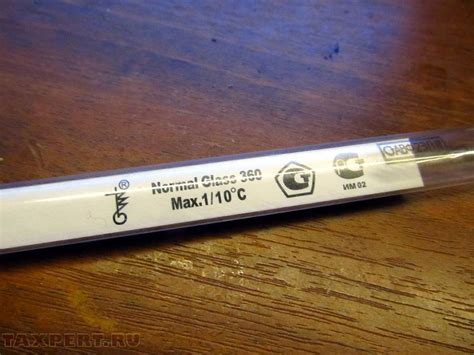 Normal Glass 360
Max.1/10°C
G
ИМ 02
TAXPERT.RU